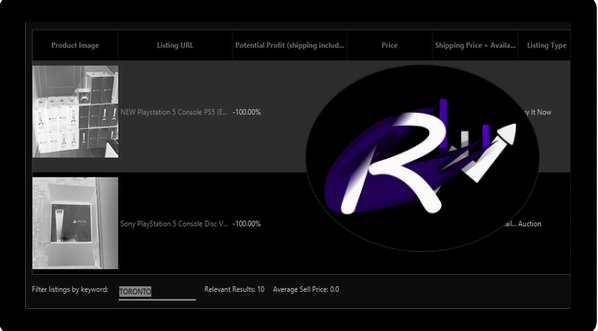 Product Image Listing URL Potential Profit (shipping includ... Price Shipping Price + Availa... Listing Type
NEW Playstation 5 Console PS5 (E... -100.00% y It Now
Sony PlayStation 5 Console Disc V... -100.00% ail... Auction
Filter listings by keyword: TORONTO Relevant Results: 10 Average Sell Price: 0.0
R